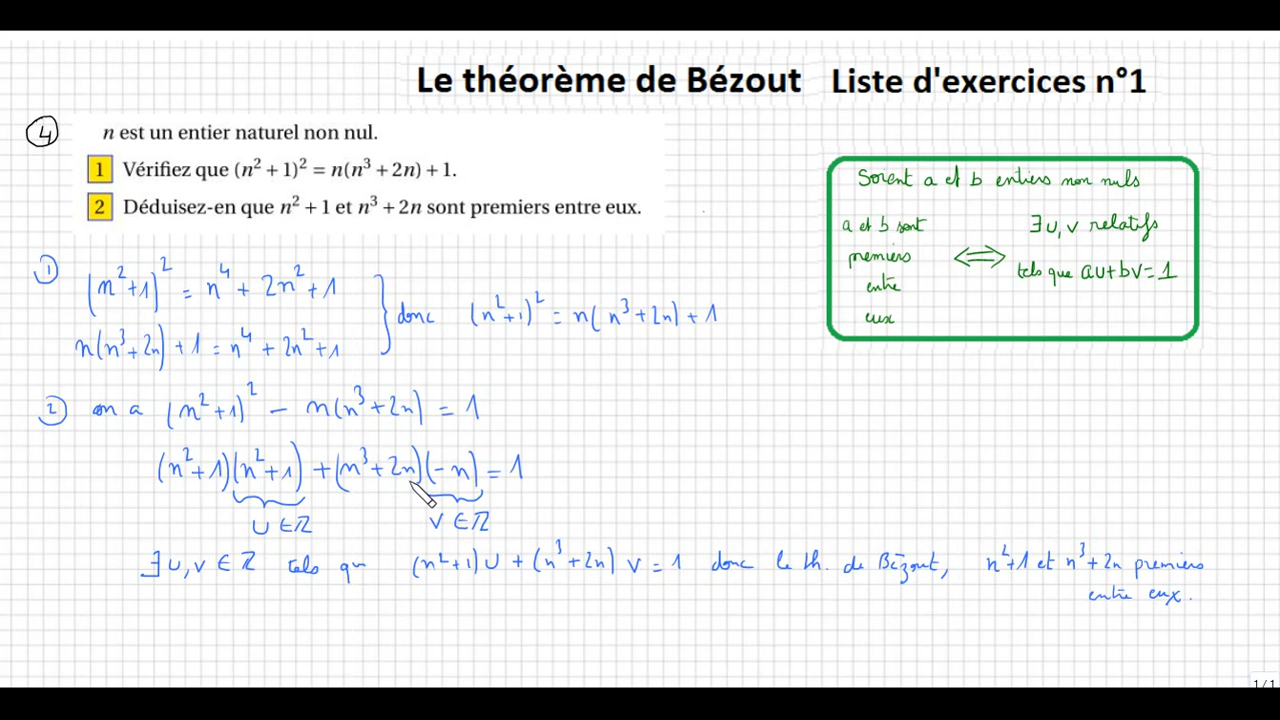 Le théorème de Bézout Liste d'exercices n°1
4
n est un entier naturel non nul.
1 Vérifiez que (n² + 1)² = n(n³ + 2n) + 1.
2 Déduisez-en que n² + 1 et n³ + 2n sont premiers entre eux.
Soient a et b entiers non nuls
a et b sont premiers entre eux ⟺ ∃ u, v relatifs tels que au+bv=1
1 (n²+1)² = n⁴ + 2n² + 1
n(n³+2n) + 1 = n⁴ + 2n² + 1
donc (n²+1)² = n(n³+2n) + 1
2 on a (n²+1)² - n(n³+2n) = 1
(n²+1)(n²+1) + (n³+2n)(-n) = 1
U ∈ ℤ V ∈ ℤ
∃ U, V ∈ ℤ tels que (n²+1)U + (n³+2n) V = 1 donc le th. de Bézout, n²+1 et n³+2n premiers
entre eux.
1/1